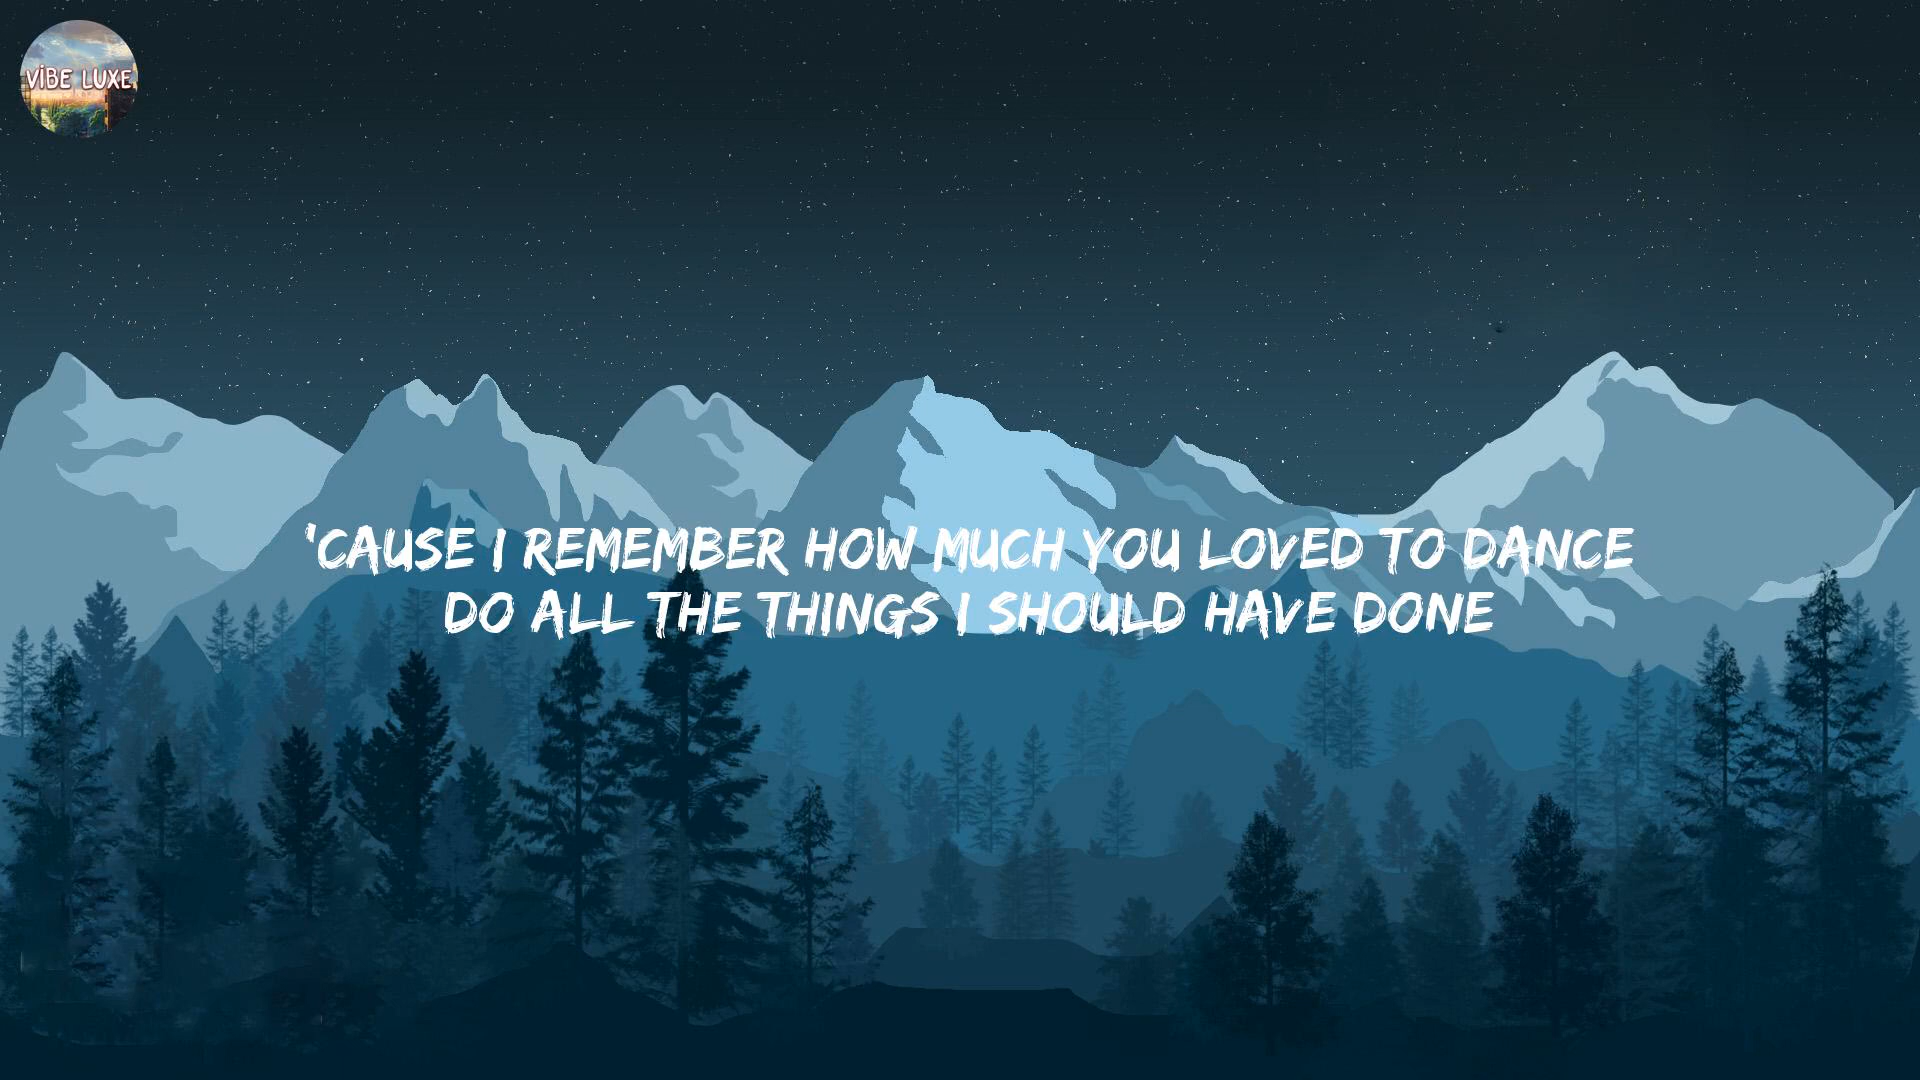 VIBE LUXE
'CAUSE I REMEMBER HOW MUCH YOU LOVED TO DANCE
DO ALL THE THINGS I SHOULD HAVE DONE